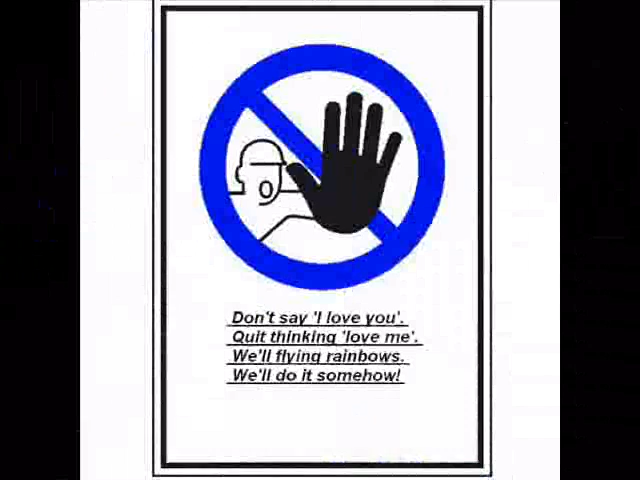 Don't say 'I love you'.
Quit thinking 'love me'.
We'll flying rainbows.
We'll do it somehow!